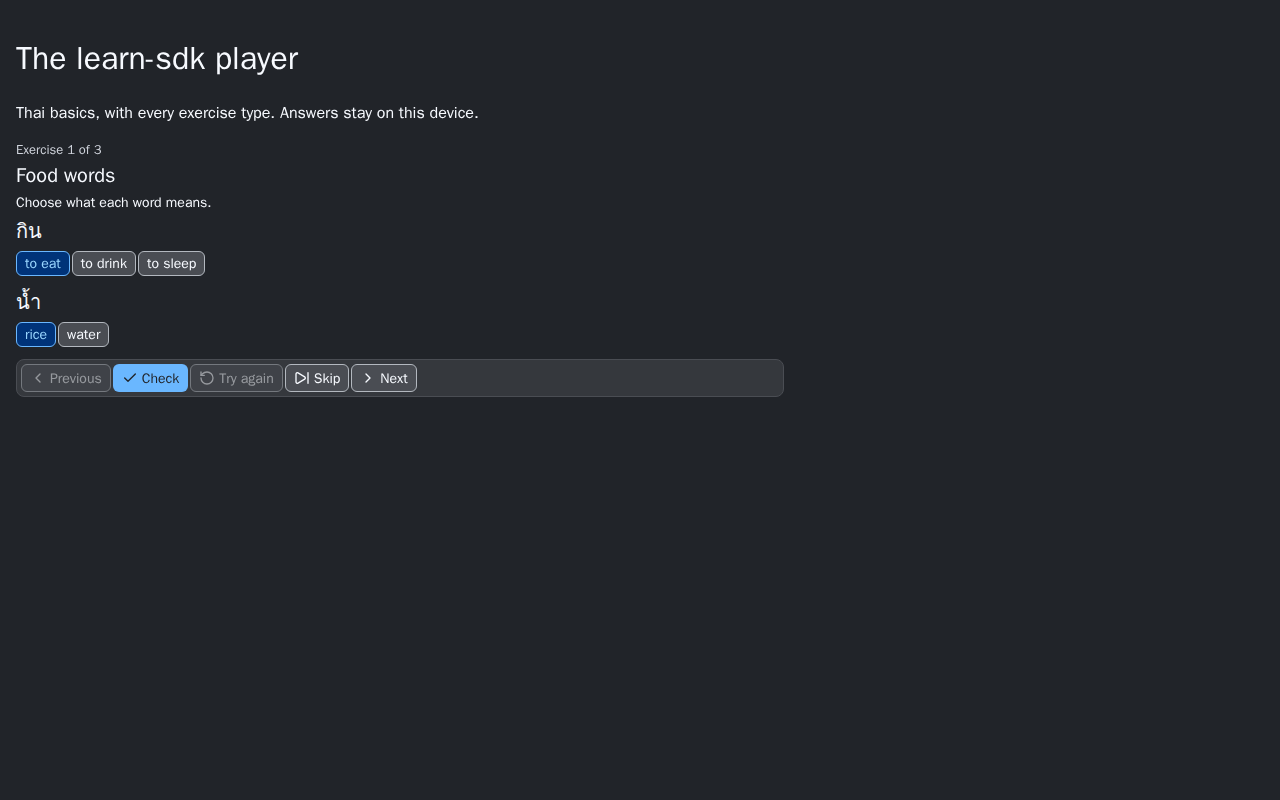 The learn-sdk player
Thai basics, with every exercise type. Answers stay on this device.
Exercise 1 of 3
Food words
Choose what each word means.
กิน
to eat to drink to sleep
น้ำ
rice water
Previous Check Try again Skip Next